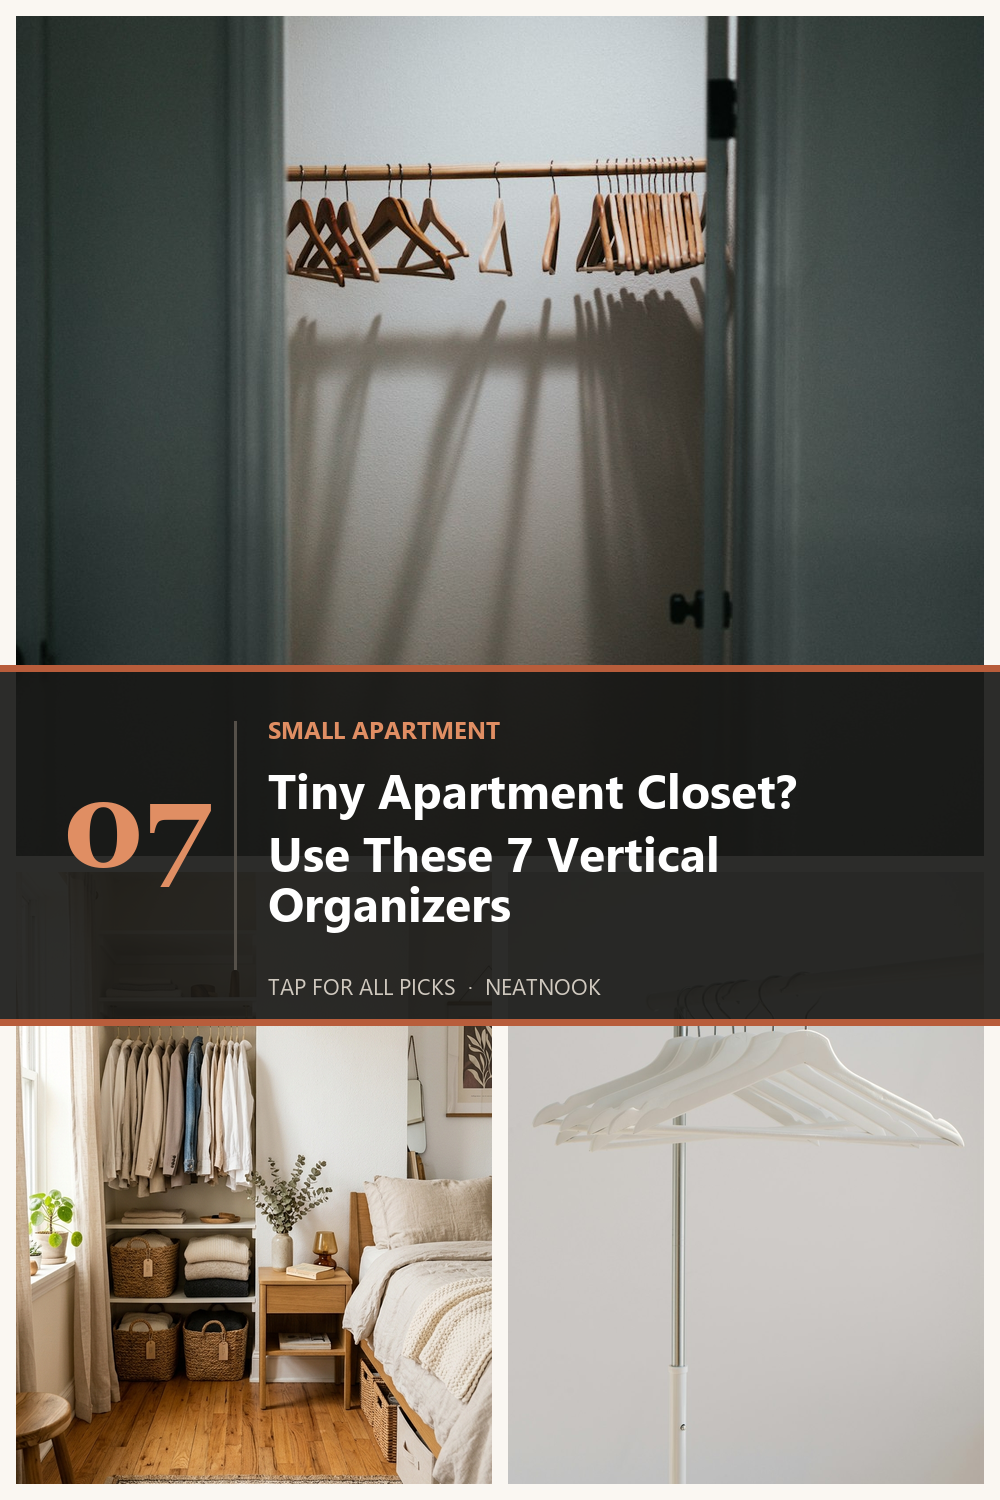 07
SMALL APARTMENT
Tiny Apartment Closet?
Use These 7 Vertical
Organizers
TAP FOR ALL PICKS · NEATNOOK